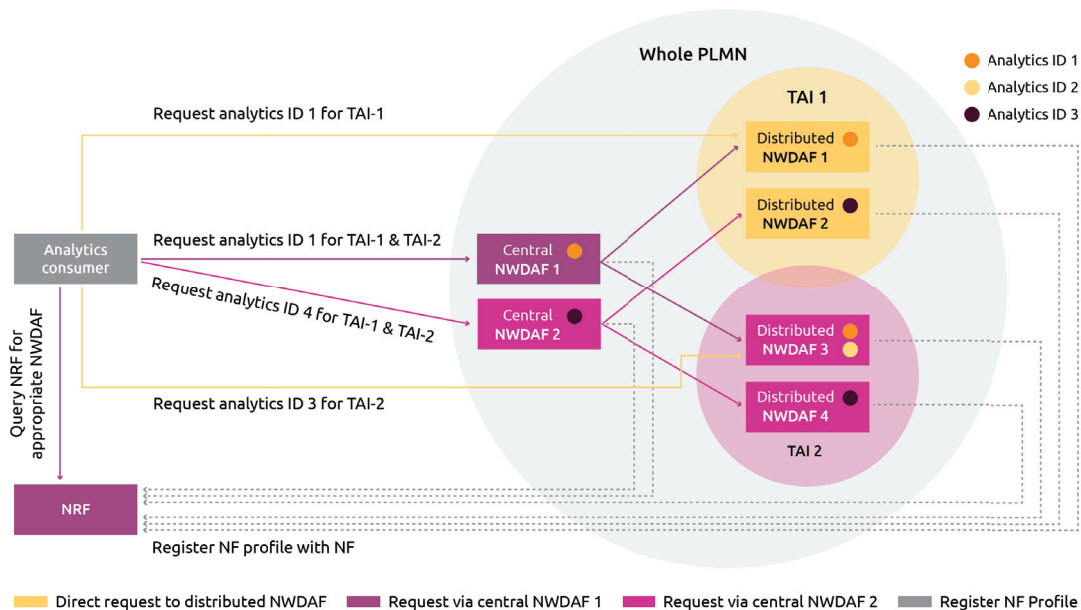 Whole PLMN
Analytics ID 1
Analytics ID 2
Analytics ID 3
TAI 1
Request analytics ID 1 for TAI-1
Distributed
NWDAF 1
Distributed
NWDAF 2
Analytics
consumer
Request analytics ID 1 for TAI-1 & TAI-2
Central
NWDAF 1
Request analytics ID 4 for TAI-1 & TAI-2
Central
NWDAF 2
Distributed
NWDAF 3
Query NRF for
appropriate NWDAF
Request analytics ID 3 for TAI-2
Distributed
NWDAF 4
TAI 2
NRF
Register NF profile with NF
Direct request to distributed NWDAF
Request via central NWDAF 1
Request via central NWDAF 2
Register NF Profile